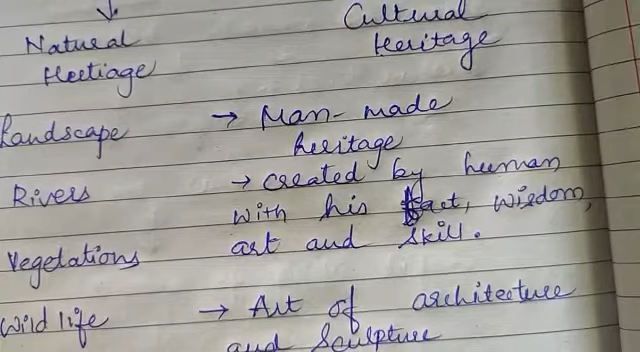 Natural
Heritage
Landscape
Rivers
Vegetations
Wild life
Cultural
Heritage
→ Man-made
heritage
→ created by human
with his tact, wisdom,
art and skill.
→ Art of architecture
and Sculpture